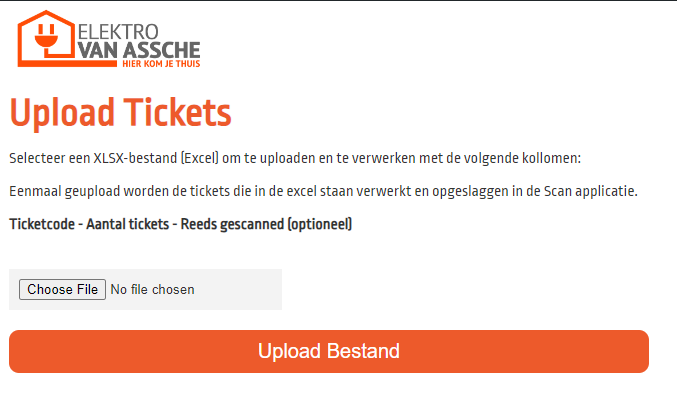 ELEKTRO
VAN ASSCHE
HIER KOM JE THUIS
Upload Tickets
Selecteer een XLSX-bestand (Excel) om te uploaden en te verwerken met de volgende kollomen:
Eenmaal geupload worden de tickets die in de excel staan verwerkt en opgeslaggen in de Scan applicatie.
Ticketcode - Aantal tickets - Reeds gescanned (optioneel)
Choose File No file chosen
Upload Bestand